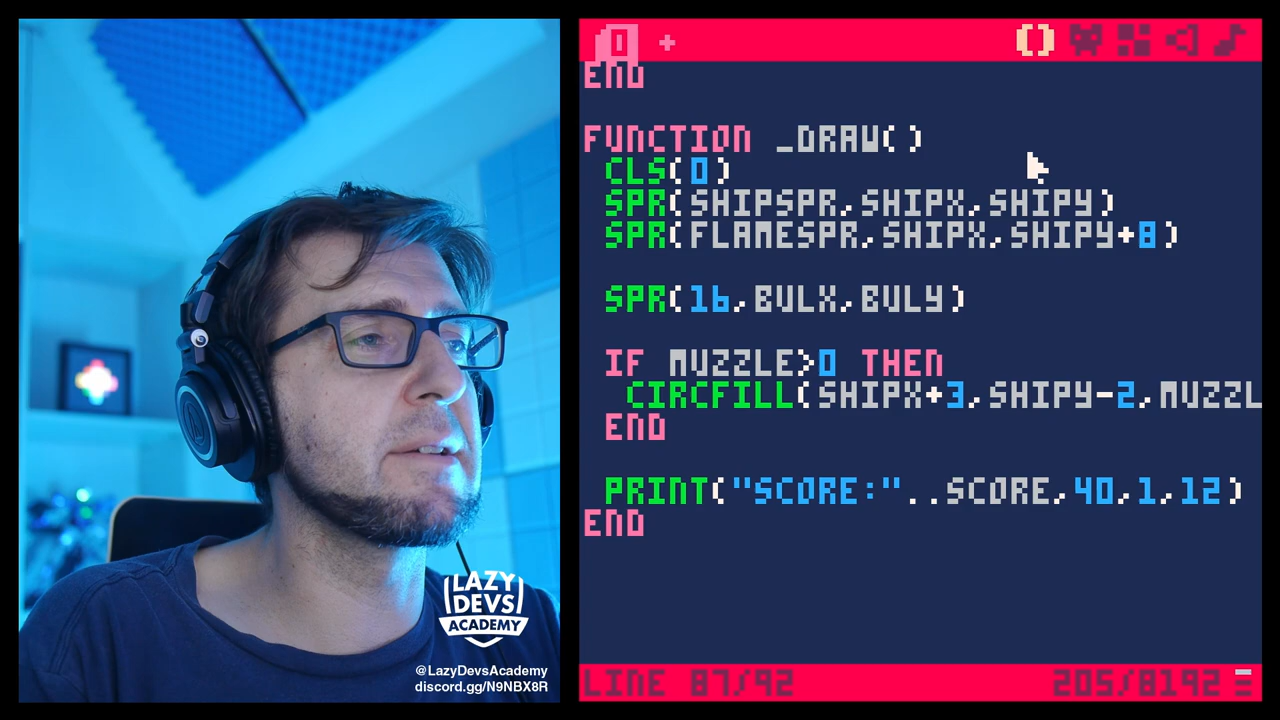 LAZY
DEVS
ACADEMY
@LazyDevsAcademy
discord.gg/N9NBX8R
0 +
END
FUNCTION _DRAW()
CLS(0)
SPR(SHIPSPR,SHIPX,SHIPY)
SPR(FLAMESPR,SHIPX,SHIPY+8)
SPR(16,BULX,BULY)
IF MUZZLE>0 THEN
CIRCFILL(SHIPX+3,SHIPY-2,MUZZL
END
PRINT("SCORE:"..SCORE,40,1,12)
END
LINE 87/92
205/8192